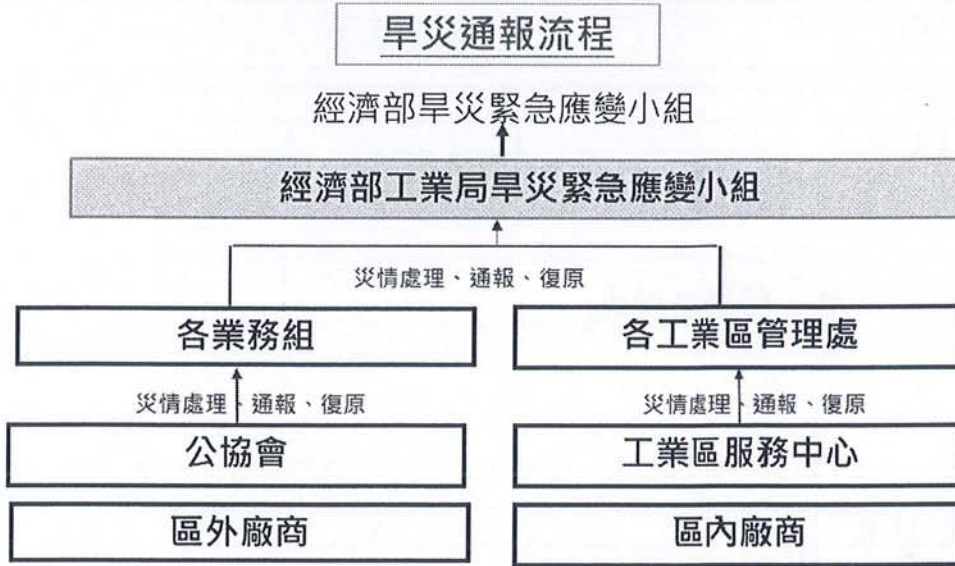 旱災通報流程
經濟部旱災緊急應變小組
經濟部工業局旱災緊急應變小組
災情處理、通報、復原
各業務組
各工業區管理處
災情處理、通報、復原
災情處理、通報、復原
公協會
工業區服務中心
區外廠商
區內廠商